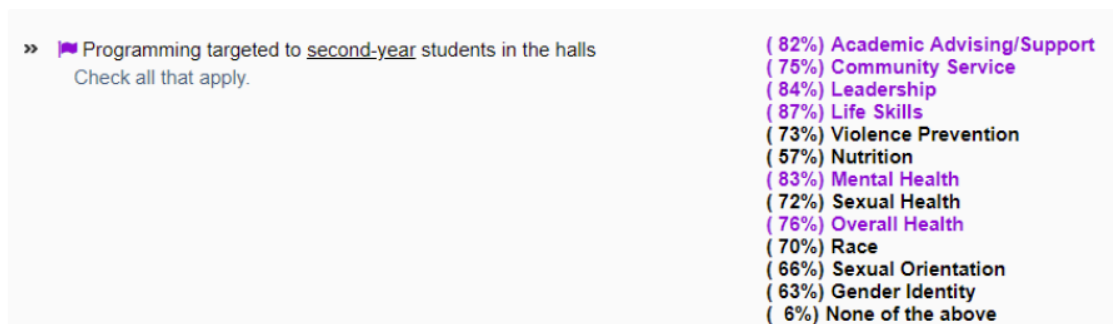 » Programming targeted to second-year students in the halls
Check all that apply.
( 82%) Academic Advising/Support
( 75%) Community Service
( 84%) Leadership
( 87%) Life Skills
( 73%) Violence Prevention
( 57%) Nutrition
( 83%) Mental Health
( 72%) Sexual Health
( 76%) Overall Health
( 70%) Race
( 66%) Sexual Orientation
( 63%) Gender Identity
( 6%) None of the above